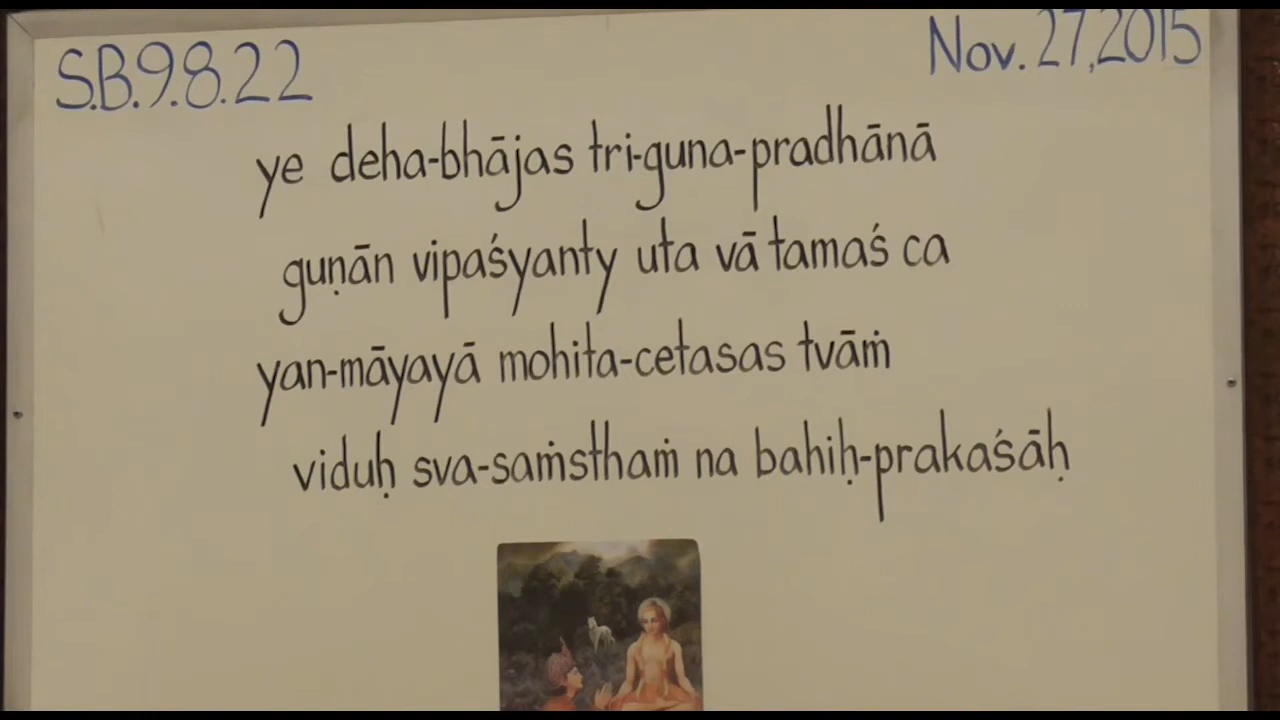 S.B.9.8.22
Nov. 27, 2015
ye deha-bhājas tri-guna-pradhānā
guṇān vipaśyanty uta vā tamaś ca
yan-māyayā mohita-cetasas tvāṁ
viduḥ sva-saṁsthaṁ na bahiḥ-prakaśāḥ